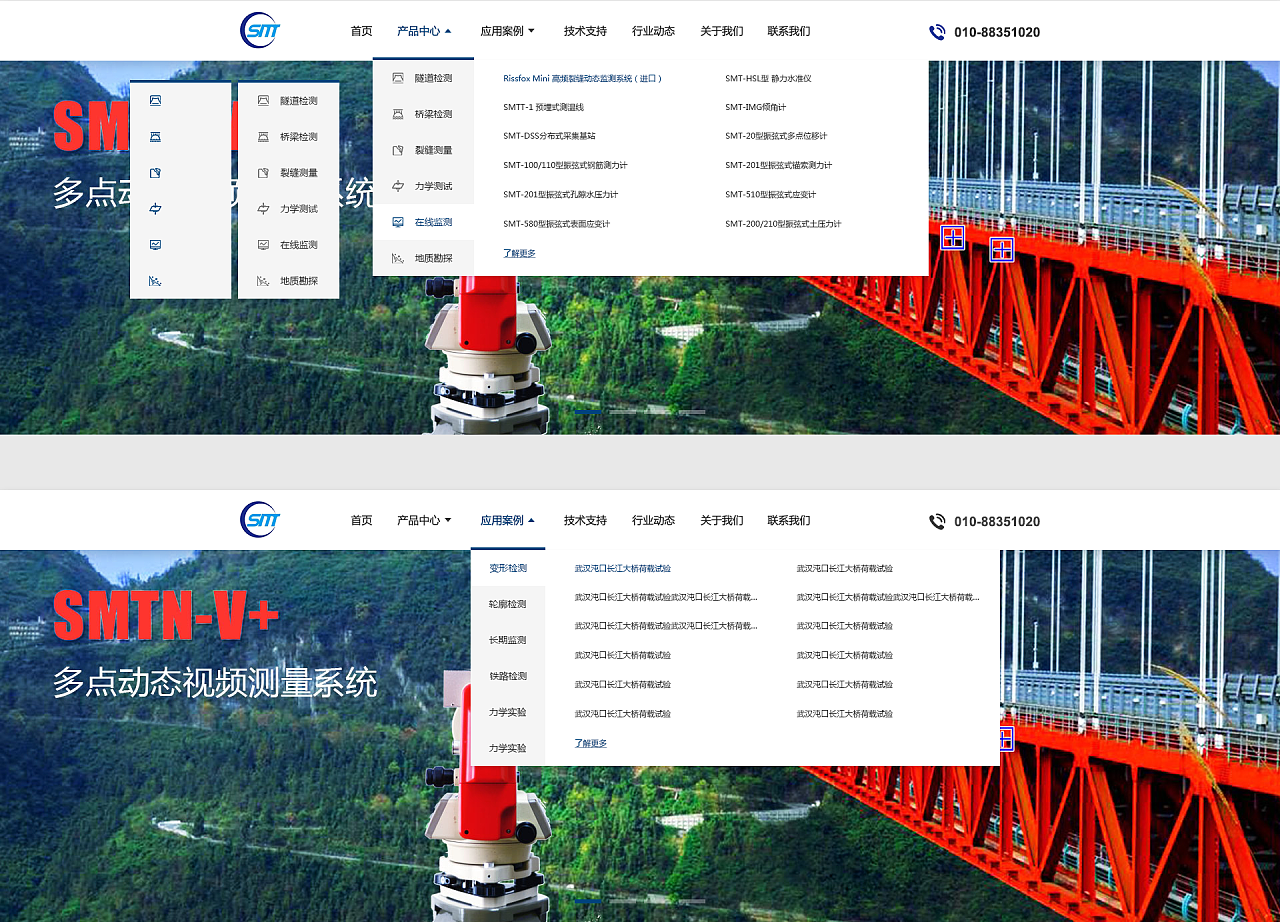 SMT
首页
产品中心
应用案例
技术支持
行业动态
关于我们
联系我们
010-88351020
SM
多点动
系统
隧道检测
桥梁检测
裂缝测量
力学测试
在线监测
地质勘探
隧道检测
桥梁检测
裂缝测量
力学测试
在线监测
地质勘探
Rissfox Mini 高频裂缝动态监测系统 ( 进口 )
SMT-HSL型 静力水准仪
SMTT-1 预埋式测温线
SMT-IMG倾角计
SMT-DSS分布式采集基站
SMT-20型振弦式多点位移计
SMT-100/110型振弦式钢筋测力计
SMT-201型振弦式锚索测力计
SMT-201型振弦式孔隙水压力计
SMT-510型振弦式应变计
SMT-580型振弦式表面应变计
SMT-200/210型振弦式土压力计
了解更多
SMT
首页
产品中心
应用案例
技术支持
行业动态
关于我们
联系我们
010-88351020
SMTN-V+
多点动态视频测量系统
变形检测
轮廓检测
长期监测
铁路检测
力学实验
力学实验
武汉沌口长江大桥荷载试验
武汉沌口长江大桥荷载试验
武汉沌口长江大桥荷载试验武汉沌口长江大桥荷载...
武汉沌口长江大桥荷载试验武汉沌口长江大桥荷载...
武汉沌口长江大桥荷载试验武汉沌口长江大桥荷载...
武汉沌口长江大桥荷载试验
武汉沌口长江大桥荷载试验
武汉沌口长江大桥荷载试验
武汉沌口长江大桥荷载试验
武汉沌口长江大桥荷载试验
武汉沌口长江大桥荷载试验
武汉沌口长江大桥荷载试验
了解更多